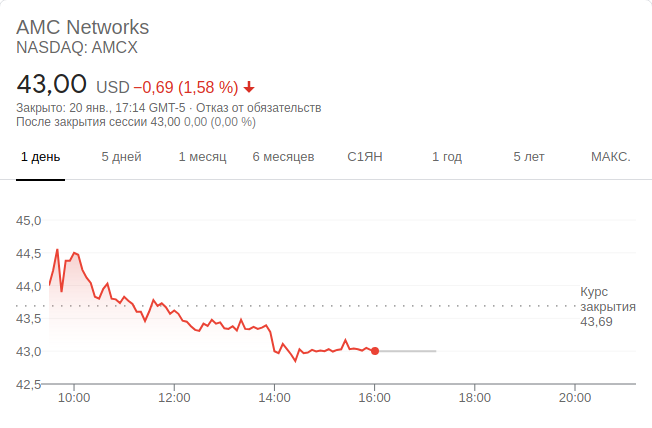 AMC Networks
NASDAQ: AMCX
43,00 USD −0,69 (1,58 %)
Закрыто: 20 янв., 17:14 GMT-5 · Отказ от обязательств
После закрытия сессии 43,00 0,00 (0,00 %)
1 день 5 дней 1 месяц 6 месяцев С1ЯН 1 год 5 лет МАКС.
45,0
44,5
44,0
43,5
43,0
42,5
Курс
закрытия
43,69
10:00 12:00 14:00 16:00 18:00 20:00